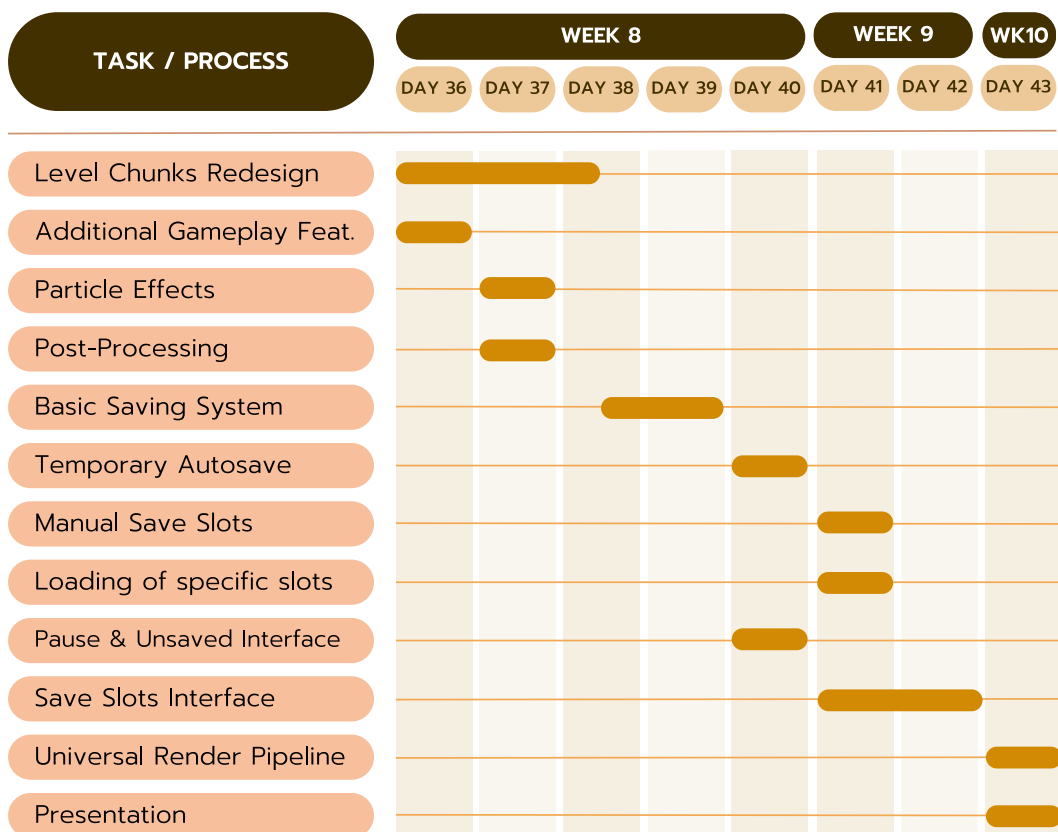 TASK / PROCESS
WEEK 8
WEEK 9
WK10
DAY 36
DAY 37
DAY 38
DAY 39
DAY 40
DAY 41
DAY 42
DAY 43
Level Chunks Redesign
Additional Gameplay Feat.
Particle Effects
Post-Processing
Basic Saving System
Temporary Autosave
Manual Save Slots
Loading of specific slots
Pause & Unsaved Interface
Save Slots Interface
Universal Render Pipeline
Presentation